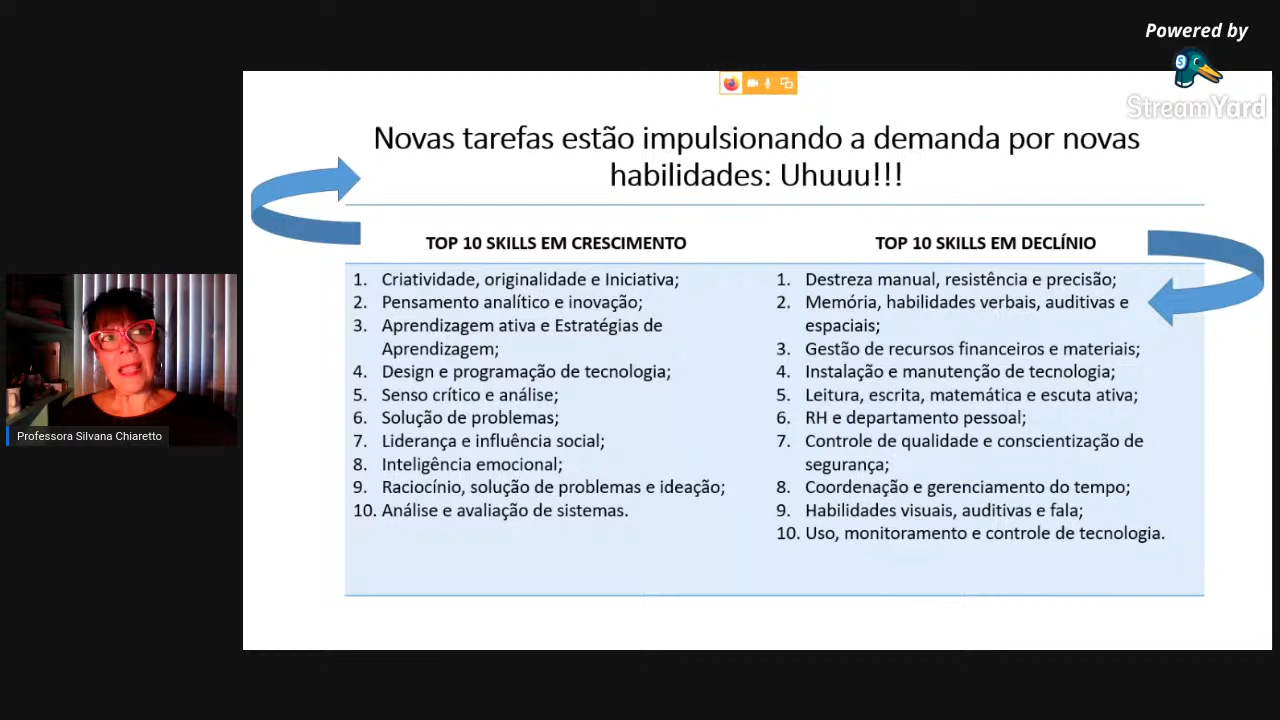 Powered by
StreamYard
Novas tarefas estão impulsionando a demanda por novas
habilidades: Uhuuu!!!
TOP 10 SKILLS EM CRESCIMENTO
1. Criatividade, originalidade e Iniciativa;
2. Pensamento analítico e inovação;
3. Aprendizagem ativa e Estratégias de
Aprendizagem;
4. Design e programação de tecnologia;
5. Senso crítico e análise;
6. Solução de problemas;
7. Liderança e influência social;
8. Inteligência emocional;
9. Raciocínio, solução de problemas e ideação;
10. Análise e avaliação de sistemas.
TOP 10 SKILLS EM DECLÍNIO
1. Destreza manual, resistência e precisão;
2. Memória, habilidades verbais, auditivas e
espaciais;
3. Gestão de recursos financeiros e materiais;
4. Instalação e manutenção de tecnologia;
5. Leitura, escrita, matemática e escuta ativa;
6. RH e departamento pessoal;
7. Controle de qualidade e conscientização de
segurança;
8. Coordenação e gerenciamento do tempo;
9. Habilidades visuais, auditivas e fala;
10. Uso, monitoramento e controle de tecnologia.
Professora Silvana Chiaretto